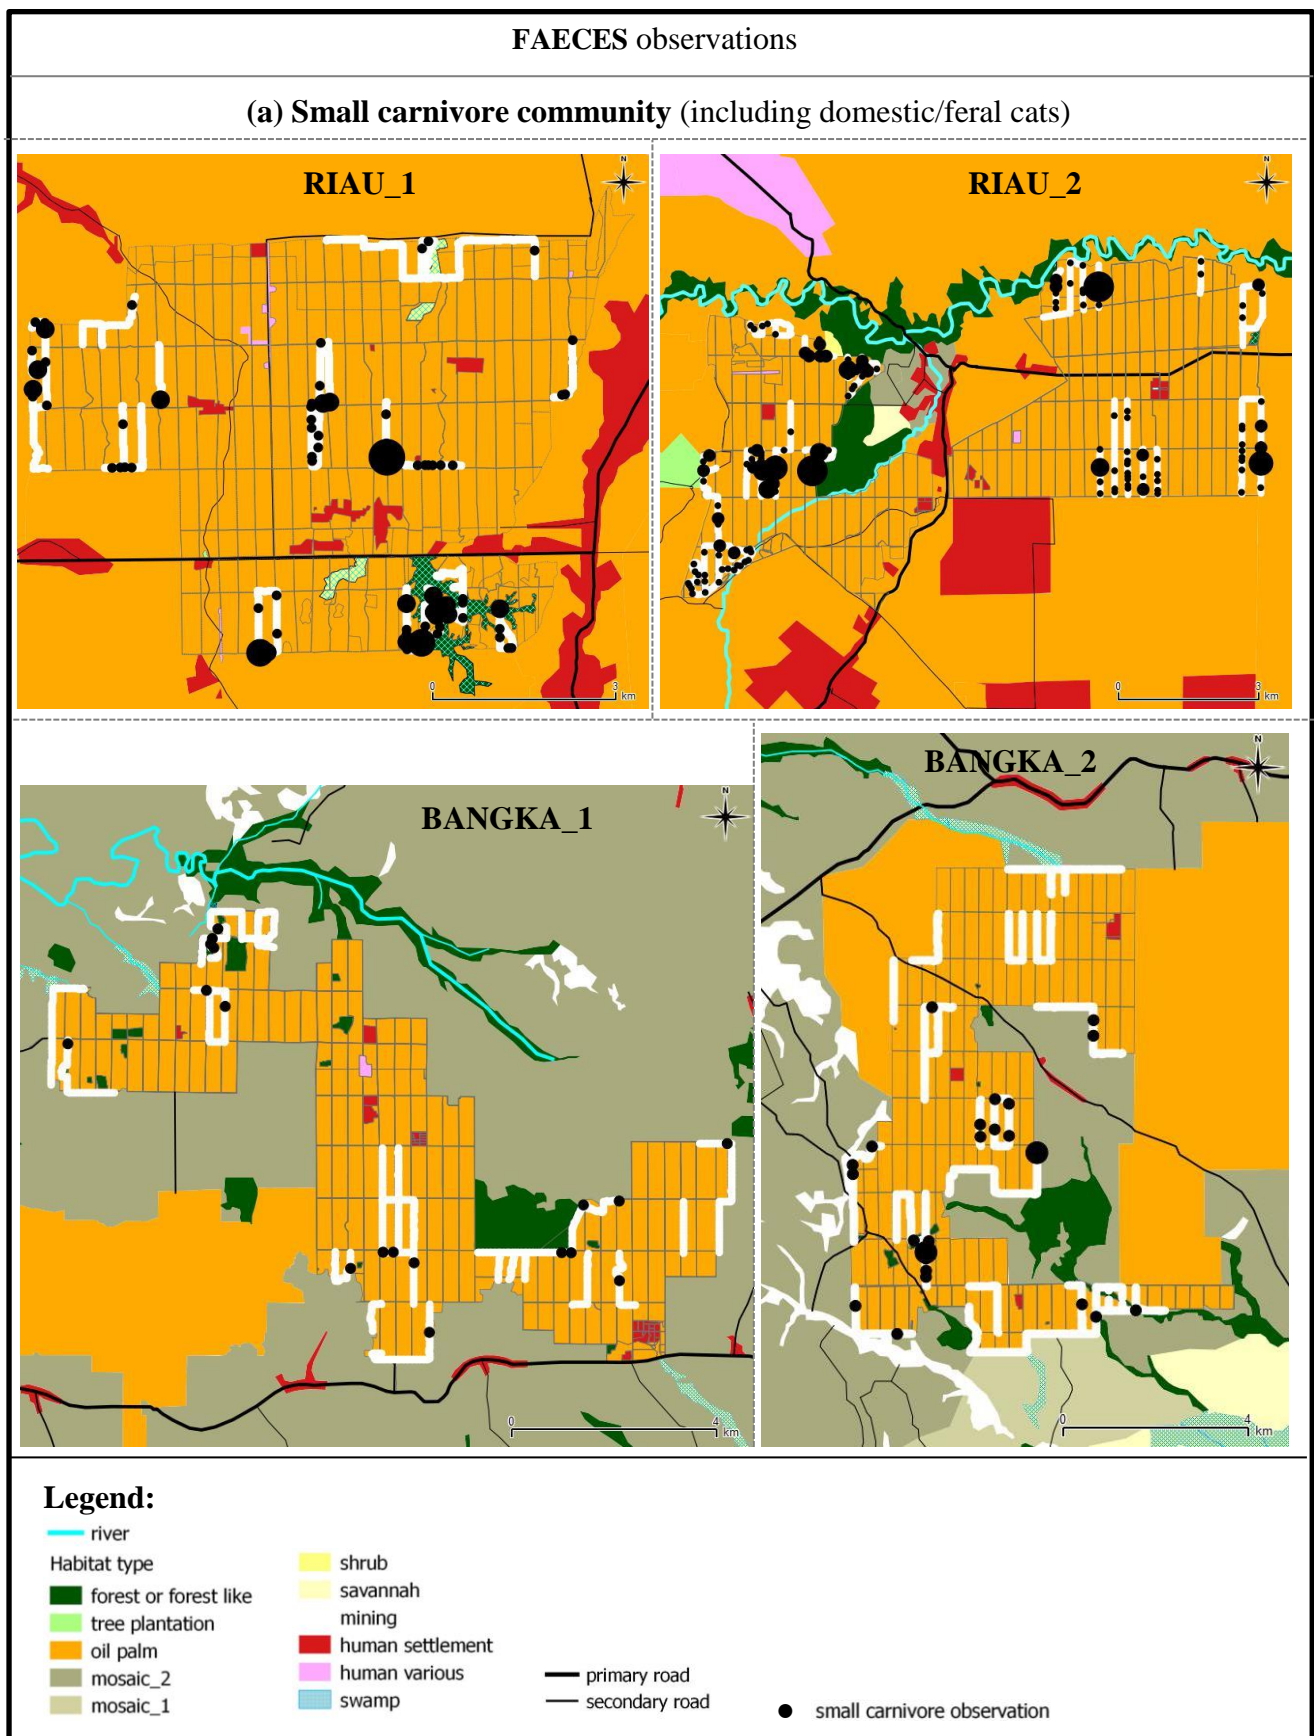 FAECES observations
(a) Small carnivore community (including domestic/feral cats)
RIAU_1
N
0 3
km
RIAU_2
N
0 3
km
BANGKA_1
N
0 4
km
BANGKA_2
N
0 4
km
Legend:
river
Habitat type
forest or forest like
tree plantation
oil palm
mosaic_2
mosaic_1
shrub
savannah
mining
human settlement
human various
swamp
primary road
secondary road
small carnivore observation